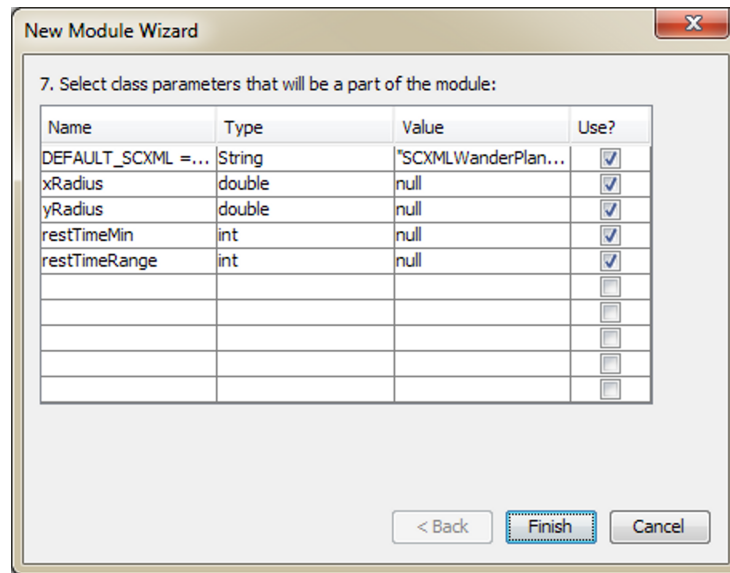 New Module Wizard
7. Select class parameters that will be a part of the module:
Name Type Value Use?
DEFAULT_SCXML =... String "SCXMLWanderPlan...
xRadius double null
yRadius double null
restTimeMin int null
restTimeRange int null
< Back Finish Cancel